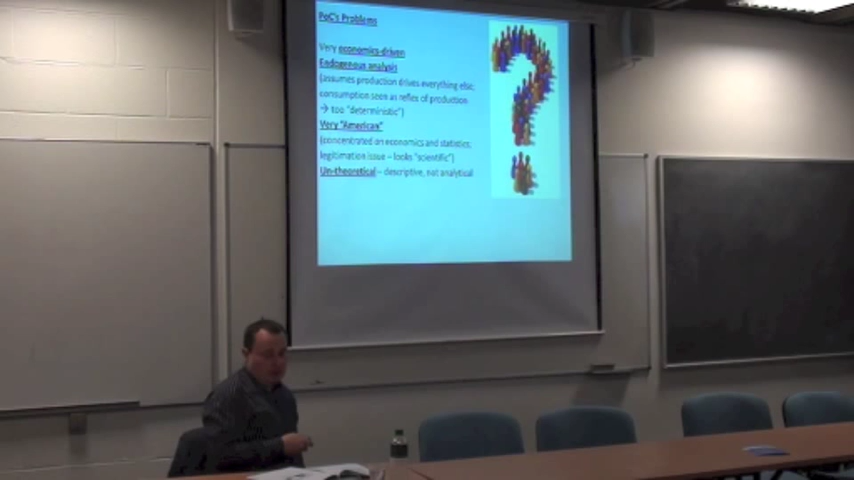 PoC's Problems
Very economics-driven
Endogenous analysis
(assumes production drives everything else;
consumption seen as reflex of production
→ too "deterministic")
Very "American"
(concentrated on economics and statistics;
legitimation issue – looks "scientific")
Un-theoretical – descriptive, not analytical